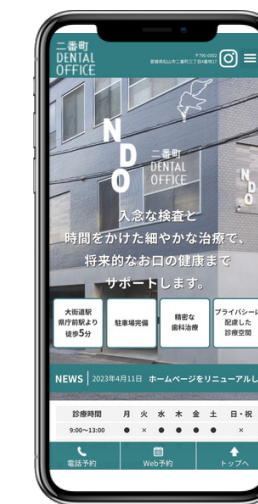 二番町
DENTAL
OFFICE
〒790-0002
愛媛県松山市二番町三丁目4番地17
N
D
O
二番町
DENTAL
OFFICE
N
D
O
入念な検査と
時間をかけた細やかな治療で、
将来的なお口の健康まで
サポートします。
大街道駅
県庁前駅より
徒歩5分
駐車場完備
精密な
歯科治療
プライバシーに
配慮した
診療空間
NEWS 2023年4月11日 ホームページをリニューアルし
診療時間 月 火 水 木 金 土 日・祝
9:00〜13:00 ● × ● ● ● ● ×
電話予約
Web予約
トップへ